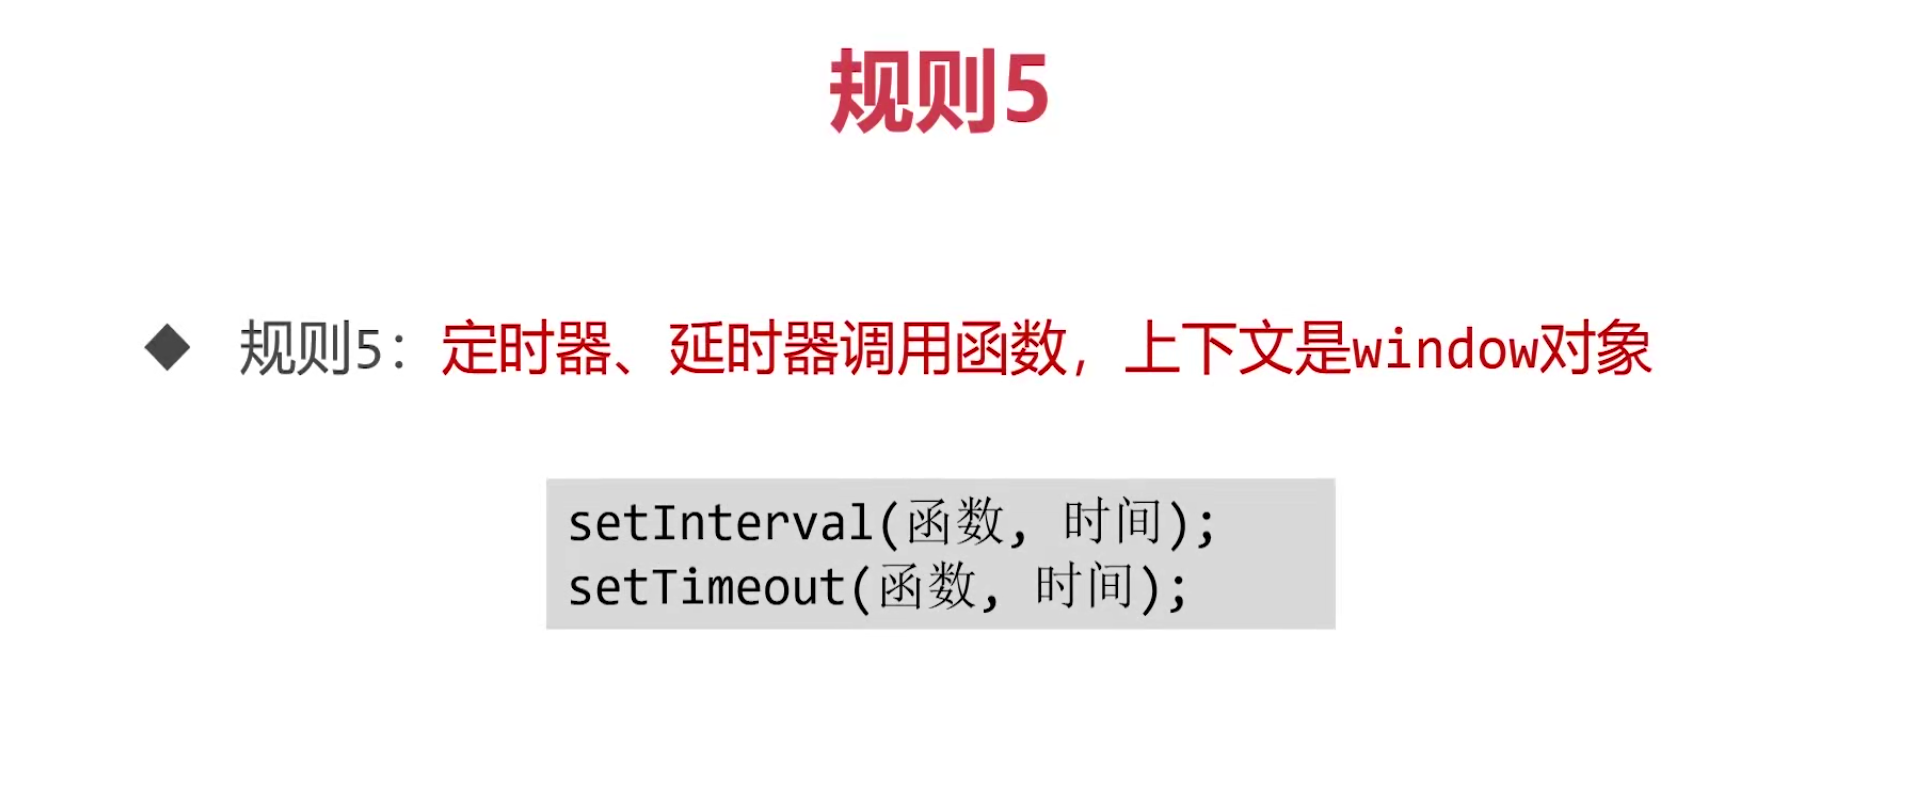 规则5
◆ 规则5：定时器、延时器调用函数，上下文是window对象
setInterval(函数, 时间);
setTimeout(函数, 时间);